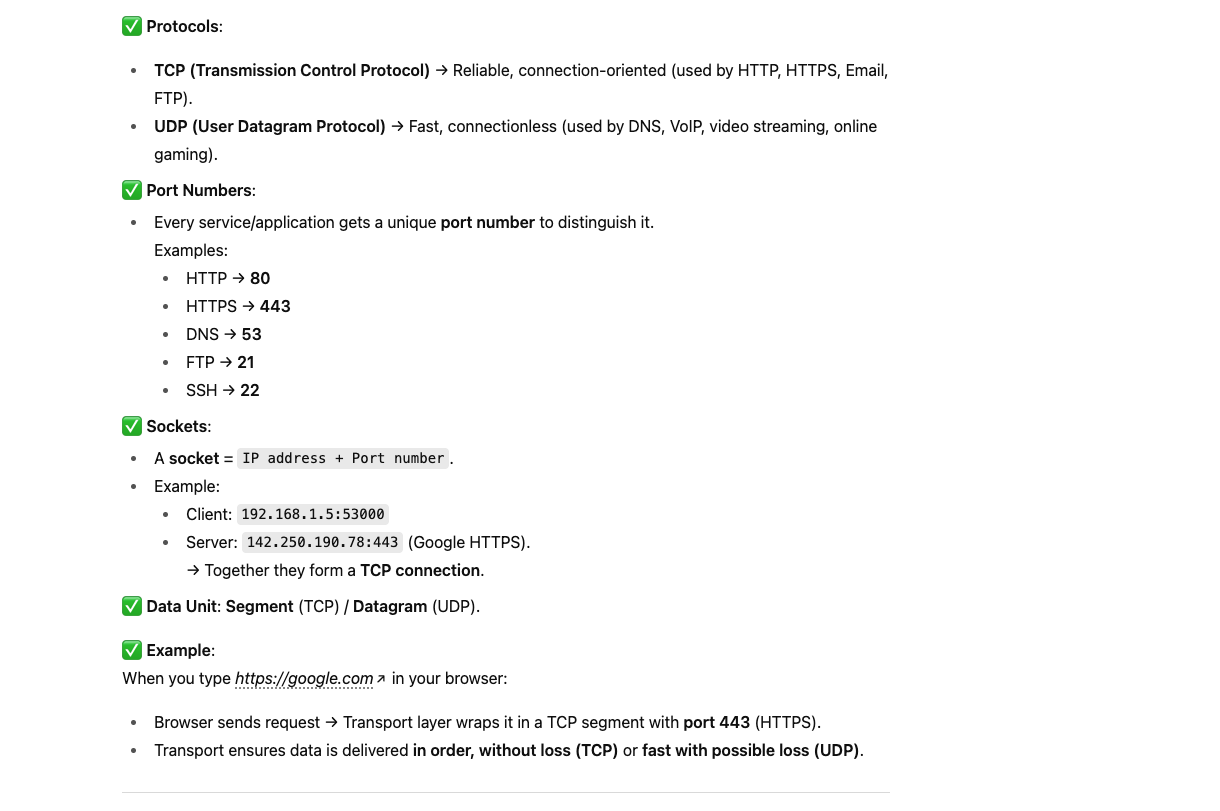 ✅ Protocols:
• TCP (Transmission Control Protocol) → Reliable, connection-oriented (used by HTTP, HTTPS, Email,
FTP).
• UDP (User Datagram Protocol) → Fast, connectionless (used by DNS, VoIP, video streaming, online
gaming).
✅ Port Numbers:
• Every service/application gets a unique port number to distinguish it.
Examples:
• HTTP → 80
• HTTPS → 443
• DNS → 53
• FTP → 21
• SSH → 22
✅ Sockets:
• A socket = IP address + Port number.
• Example:
• Client: 192.168.1.5:53000
• Server: 142.250.190.78:443 (Google HTTPS).
→ Together they form a TCP connection.
✅ Data Unit: Segment (TCP) / Datagram (UDP).
✅ Example:
When you type https://google.com ↗ in your browser:
• Browser sends request → Transport layer wraps it in a TCP segment with port 443 (HTTPS).
• Transport ensures data is delivered in order, without loss (TCP) or fast with possible loss (UDP).